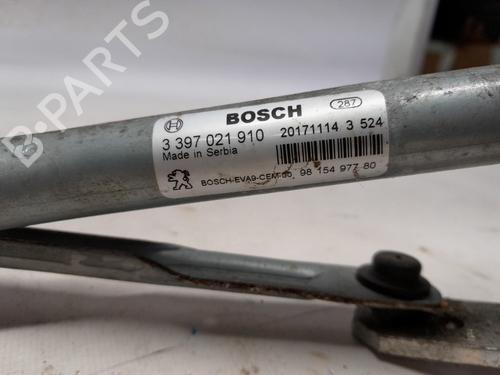 BOSCH 287
3 397 021 910 20171114 3 524
Made in Serbia
BOSCH-EVA9-CEM-00 98 154 977 80